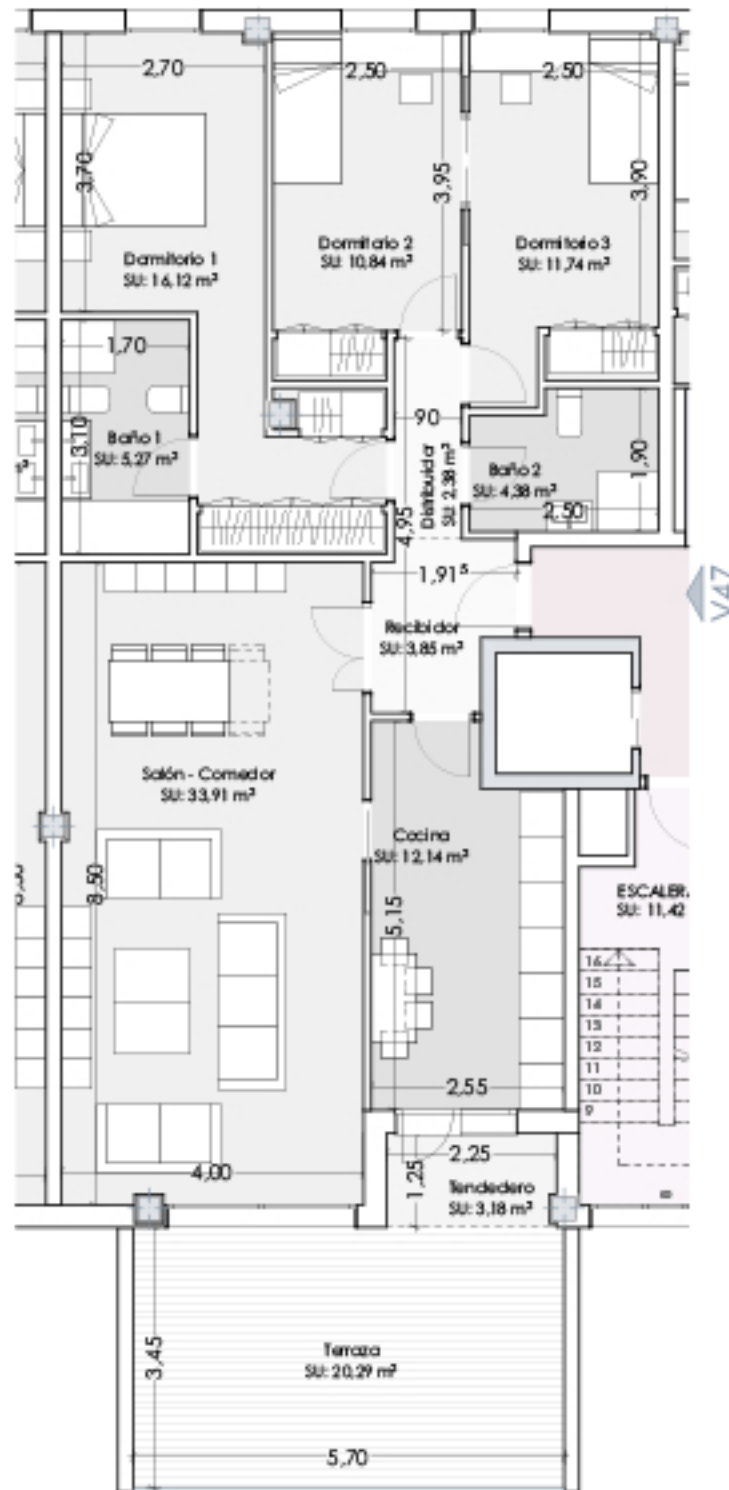 2,70
2,50
2,50
3,70
3,95
3,90
Dormitorio 1
SU: 16,12 m²
Dormitorio 2
SU: 10,84 m²
Dormitorio 3
SU: 11,74 m²
1,70
3,10
Baño 1
SU: 5,27 m²
90
Distribuidor
SU: 2,38 m²
Baño 2
SU: 4,38 m²
1,90
2,50
4,95
1,91⁵
V47
Recibidor
SU: 3,85 m²
Salón - Comedor
SU: 33,91 m²
Cocina
SU: 12,14 m²
8,50
5,15
ESCALER
SU: 11,42
16
15
14
13
12
11
10
9
2,55
4,00
2,25
1,25
Tendedero
SU: 3,18 m²
3,45
Terraza
SU: 20,29 m²
5,70